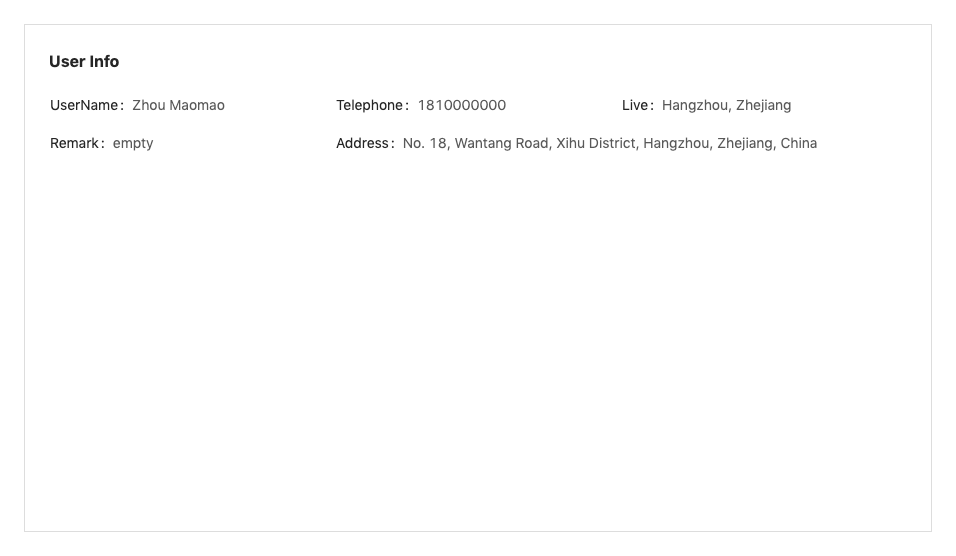 User Info
UserName: Zhou Maomao Telephone: 1810000000 Live: Hangzhou, Zhejiang
Remark: empty Address: No. 18, Wantang Road, Xihu District, Hangzhou, Zhejiang, China